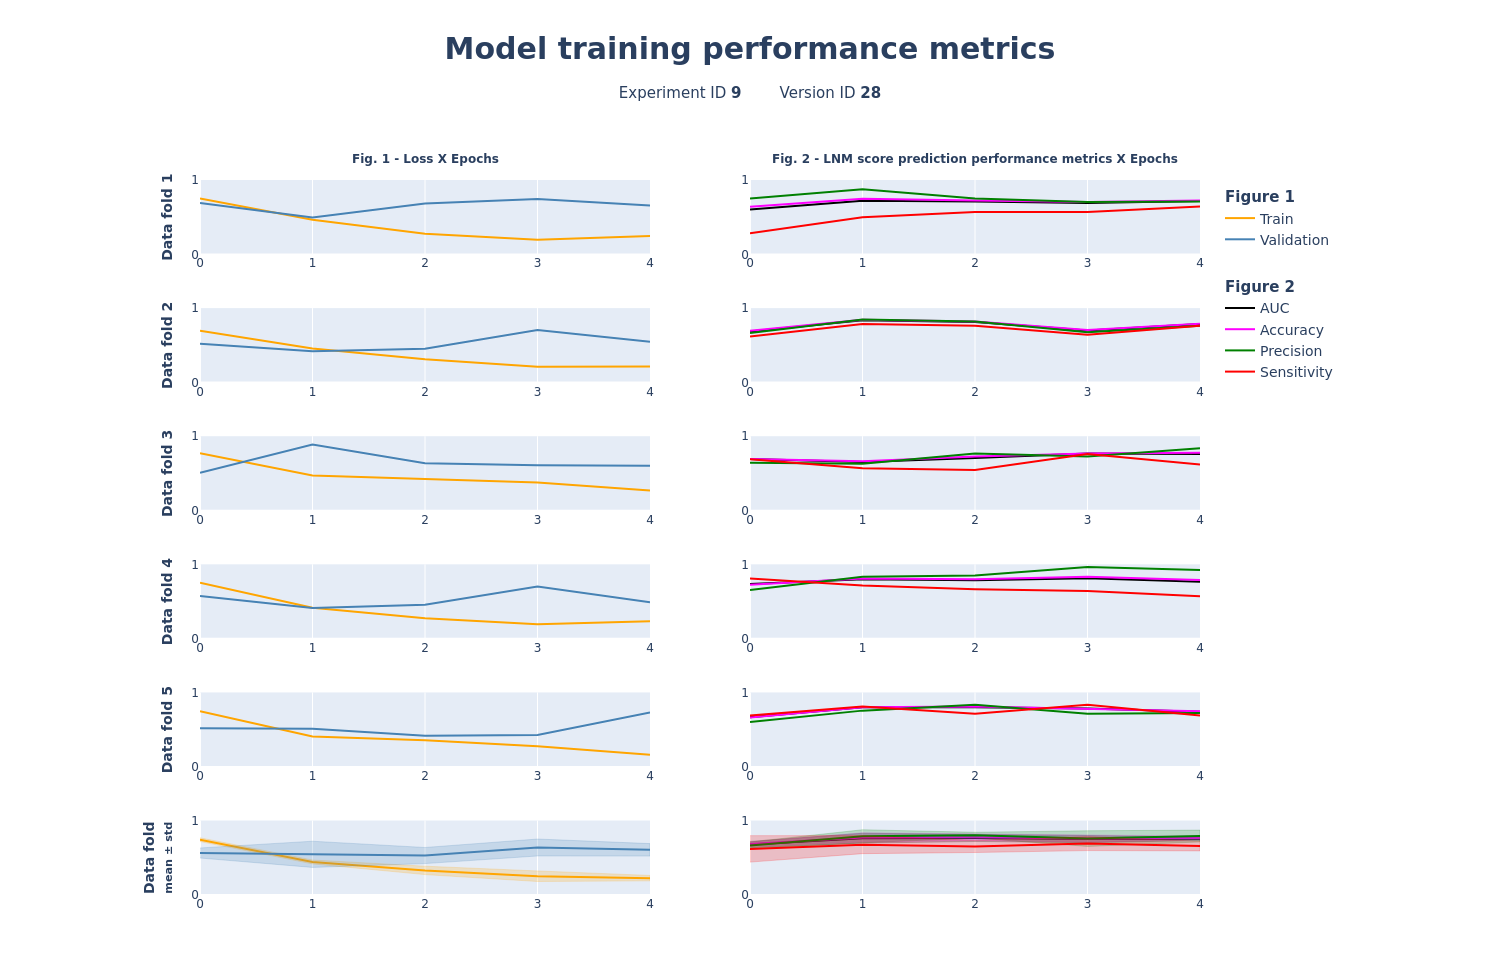 Model training performance metrics
Experiment ID 9 Version ID 28
Fig. 1 - Loss X Epochs
Fig. 2 - LNM score prediction performance metrics X Epochs
Data fold 1
1
0
0 1 2 3 4
1
0
0 1 2 3 4
Figure 1
Train
Validation
Figure 2
AUC
Accuracy
Precision
Sensitivity
Data fold 2
1
0
0 1 2 3 4
1
0
0 1 2 3 4
Data fold 3
1
0
0 1 2 3 4
1
0
0 1 2 3 4
Data fold 4
1
0
0 1 2 3 4
1
0
0 1 2 3 4
Data fold 5
1
0
0 1 2 3 4
1
0
0 1 2 3 4
Data fold
mean ± std
1
0
0 1 2 3 4
1
0
0 1 2 3 4